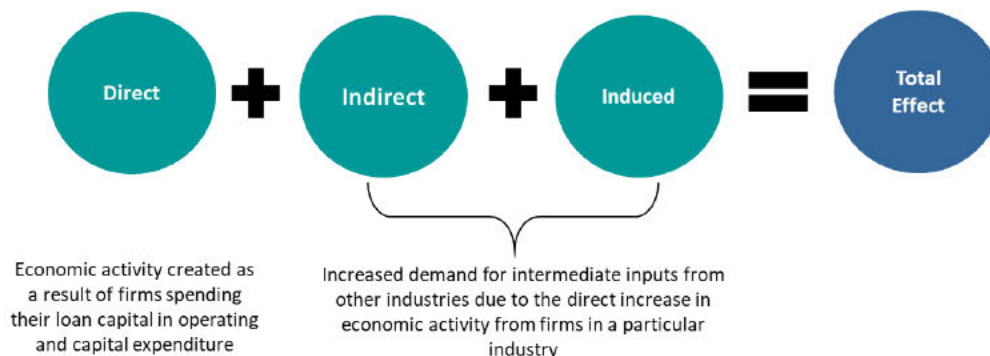 Direct
Indirect
Induced
Total
Effect
Economic activity created as
a result of firms spending
their loan capital in operating
and capital expenditure
Increased demand for intermediate inputs from
other industries due to the direct increase in
economic activity from firms in a particular
industry